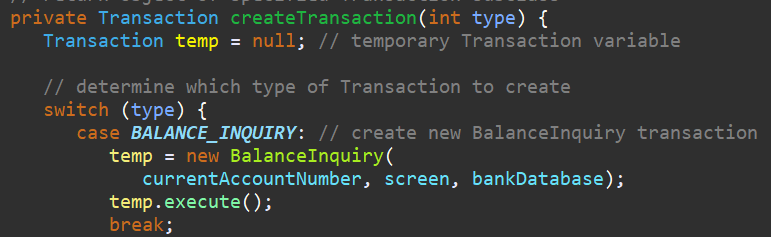 private Transaction createTransaction(int type) {
Transaction temp = null; // temporary Transaction variable
// determine which type of Transaction to create
switch (type) {
case BALANCE_INQUIRY: // create new BalanceInquiry transaction
temp = new BalanceInquiry(
currentAccountNumber, screen, bankDatabase);
temp.execute();
break;